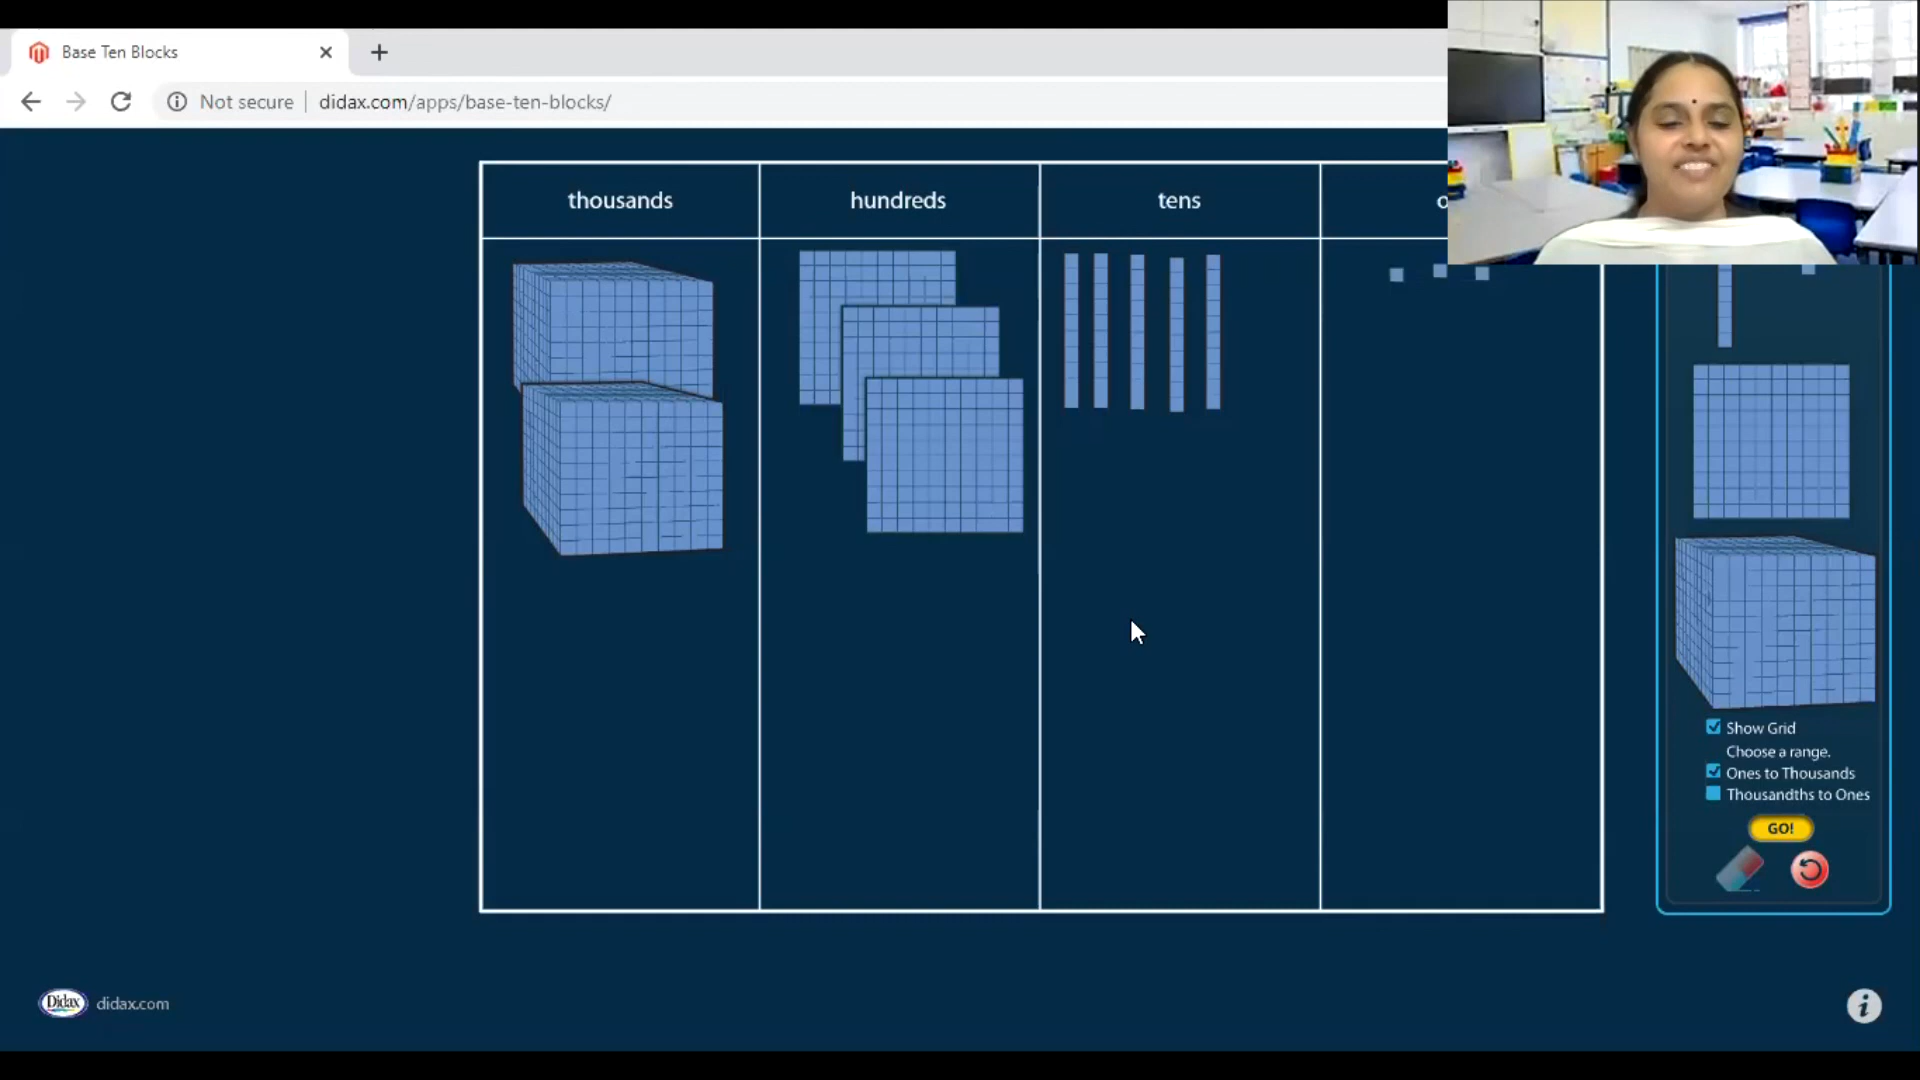 Base Ten Blocks
Not secure
didax.com/apps/base-ten-blocks/
thousands
hundreds
tens
Show Grid
Choose a range.
Ones to Thousands
Thousandths to Ones
GO!
Didax
didax.com
i